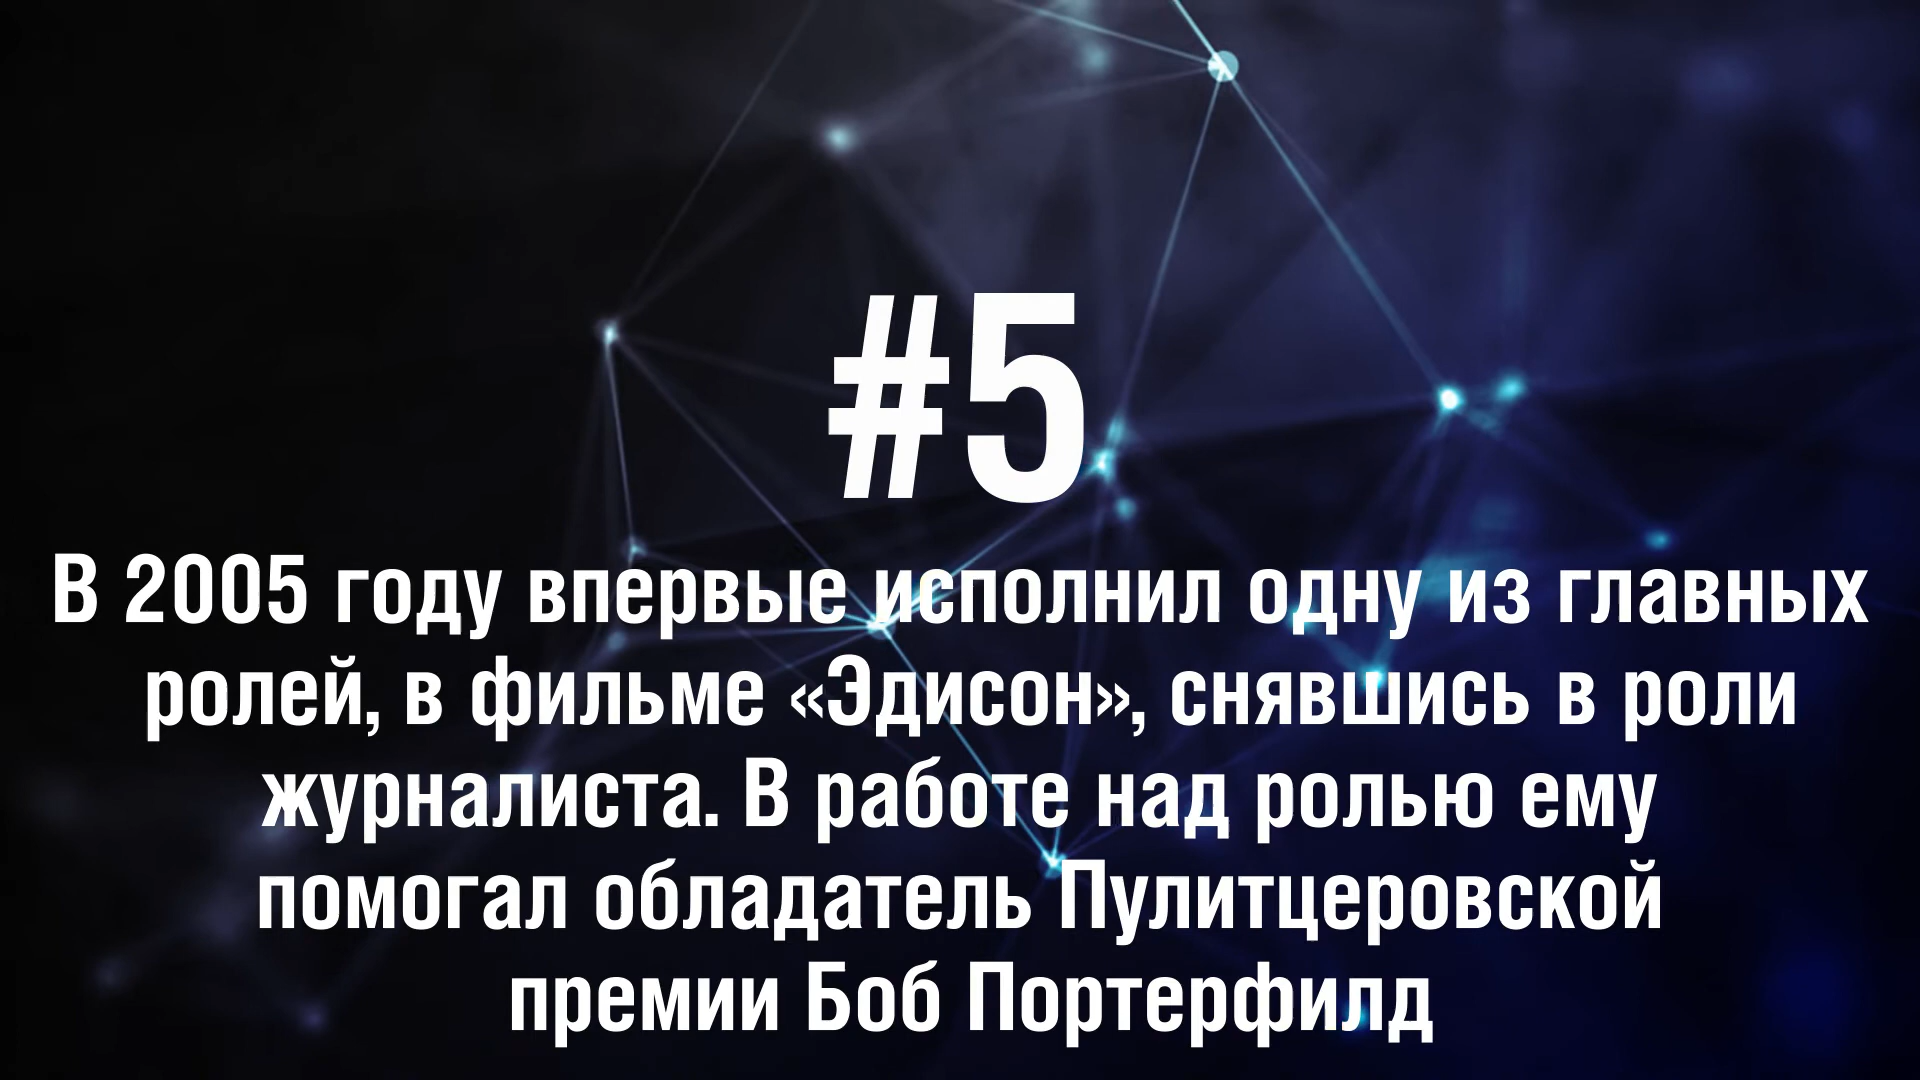 #5
В 2005 году впервые исполнил одну из главных
ролей, в фильме «Эдисон», снявшись в роли
журналиста. В работе над ролью ему
помогал обладатель Пулитцеровской
премии Боб Портерфилд